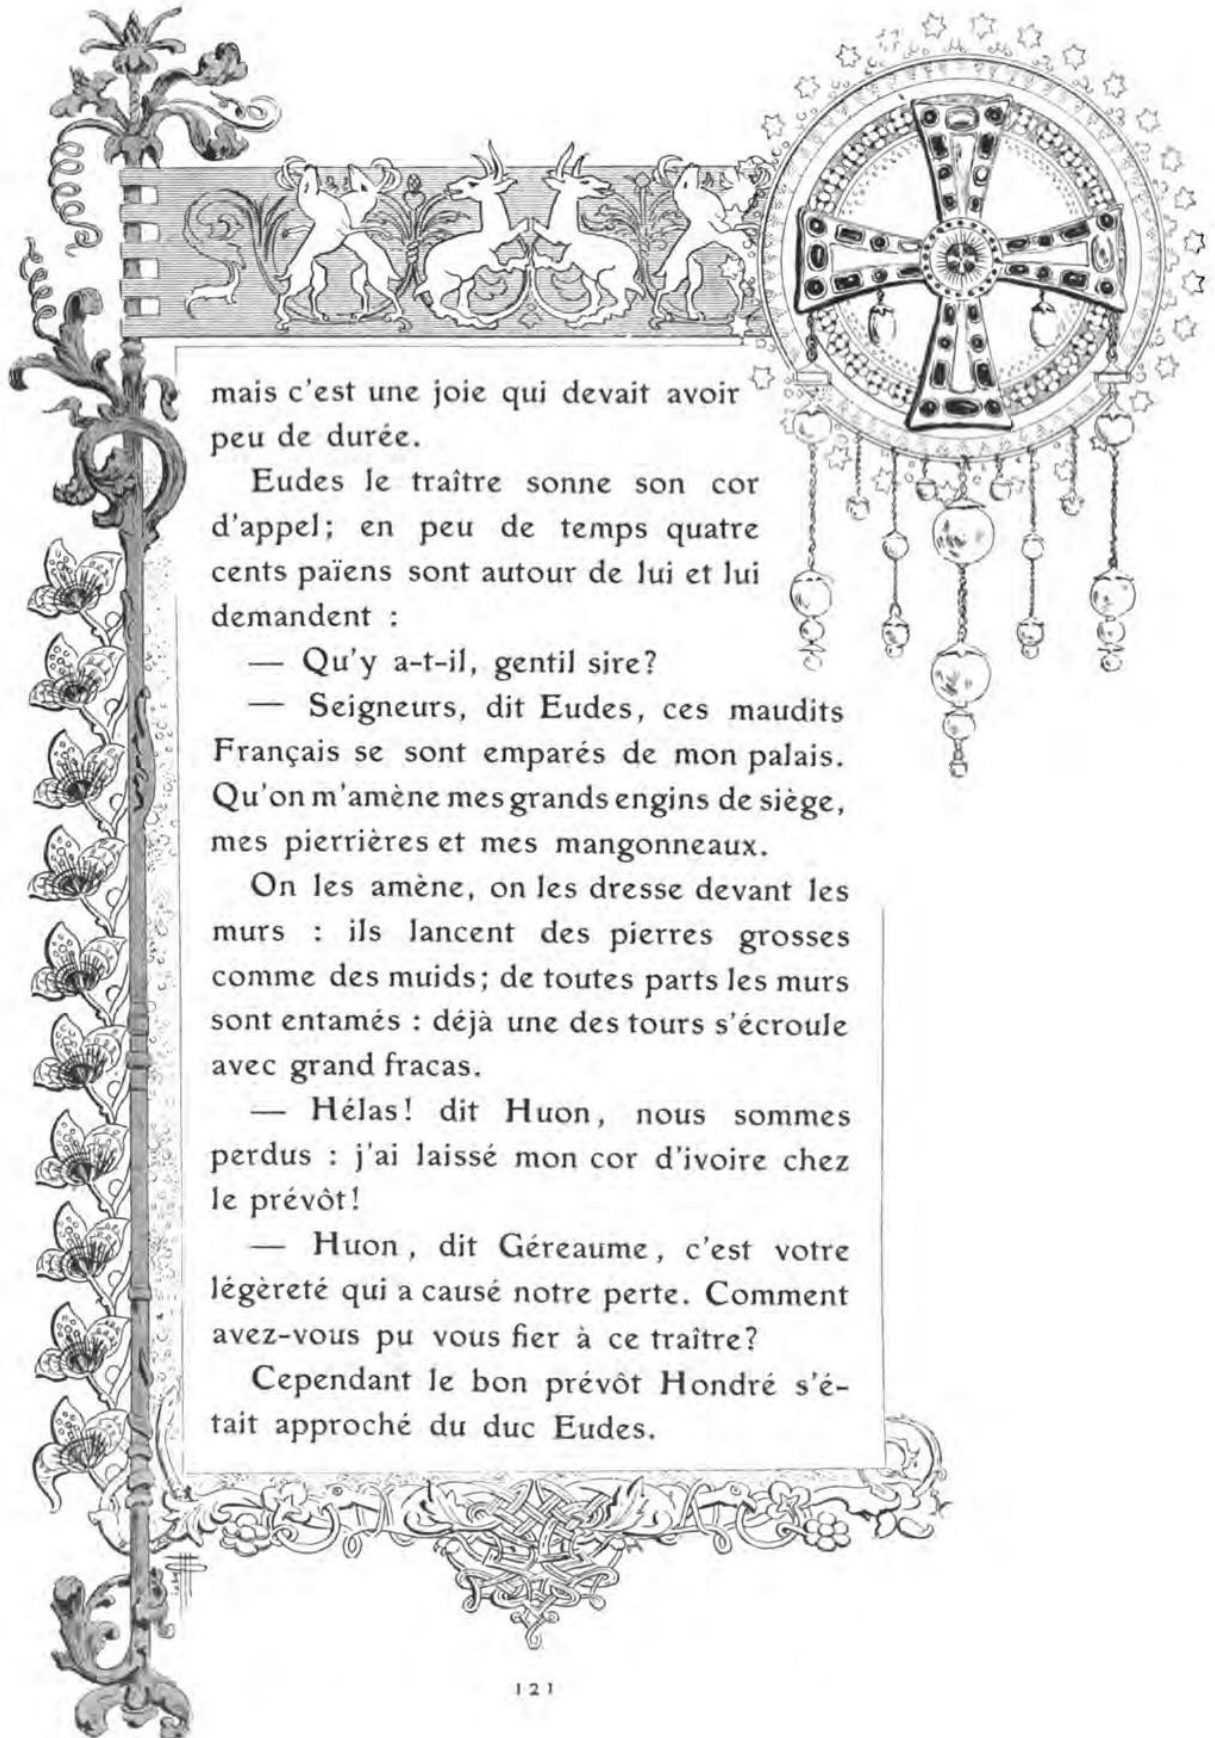 mais c'est une joie qui devait avoir
peu de durée.
Eudes le traître sonne son cor
d'appel; en peu de temps quatre
cents païens sont autour de lui et lui
demandent :
— Qu'y a-t-il, gentil sire?
— Seigneurs, dit Eudes, ces maudits
Français se sont emparés de mon palais.
Qu'on m'amène mes grands engins de siège,
mes pierrières et mes mangonneaux.
On les amène, on les dresse devant les
murs : ils lancent des pierres grosses
comme des muids; de toutes parts les murs
sont entamés : déjà une des tours s'écroule
avec grand fracas.
— Hélas! dit Huon, nous sommes
perdus : j'ai laissé mon cor d'ivoire chez
le prévôt!
— Huon, dit Géreaume, c'est votre
légèreté qui a causé notre perte. Comment
avez-vous pu vous fier à ce traître?
Cependant le bon prévôt Hondré s'é-
tait approché du duc Eudes.
121